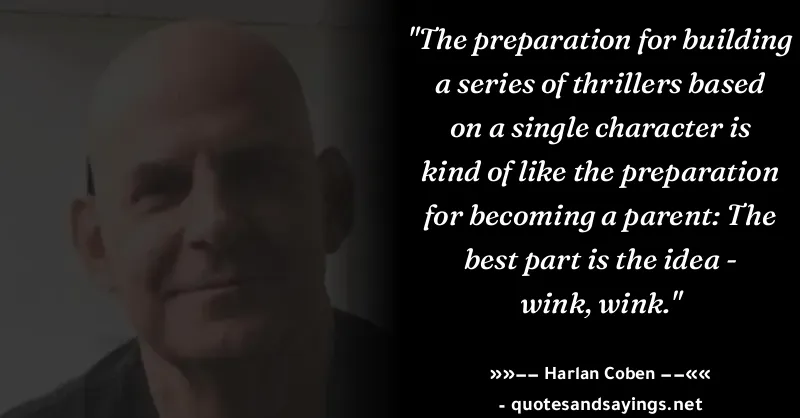 "The preparation for building
a series of thrillers based
on a single character is
kind of like the preparation
for becoming a parent: The
best part is the idea -
wink, wink."
»»−− Harlan Coben −−««
- quotesandsayings.net